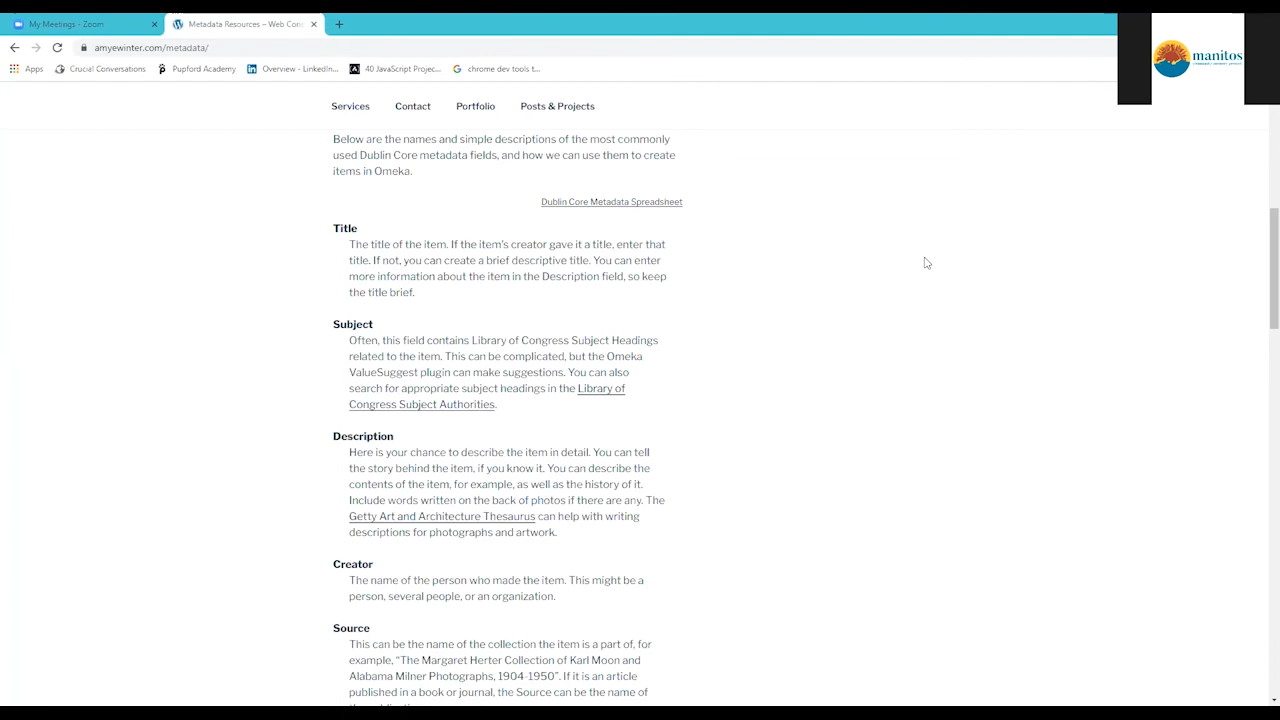 My Meetings - Zoom
Metadata Resources – Web Con
amyewinter.com/metadata/
Apps
Crucial Conversations
Pupford Academy
Overview - LinkedIn...
40 JavaScript Projec...
chrome dev tools t...
manitos
Services
Contact
Portfolio
Posts & Projects
Below are the names and simple descriptions of the most commonly
used Dublin Core metadata fields, and how we can use them to create
items in Omeka.
Dublin Core Metadata Spreadsheet
Title
The title of the item. If the item's creator gave it a title, enter that
title. If not, you can create a brief descriptive title. You can enter
more information about the item in the Description field, so keep
the title brief.
Subject
Often, this field contains Library of Congress Subject Headings
related to the item. This can be complicated, but the Omeka
ValueSuggest plugin can make suggestions. You can also
search for appropriate subject headings in the Library of
Congress Subject Authorities.
Description
Here is your chance to describe the item in detail. You can tell
the story behind the item, if you know it. You can describe the
contents of the item, for example, as well as the history of it.
Include words written on the back of photos if there are any. The
Getty Art and Architecture Thesaurus can help with writing
descriptions for photographs and artwork.
Creator
The name of the person who made the item. This might be a
person, several people, or an organization.
Source
This can be the name of the collection the item is a part of, for
example, “The Margaret Herter Collection of Karl Moon and
Alabama Milner Photographs, 1904-1950”. If it is an article
published in a book or journal, the Source can be the name of